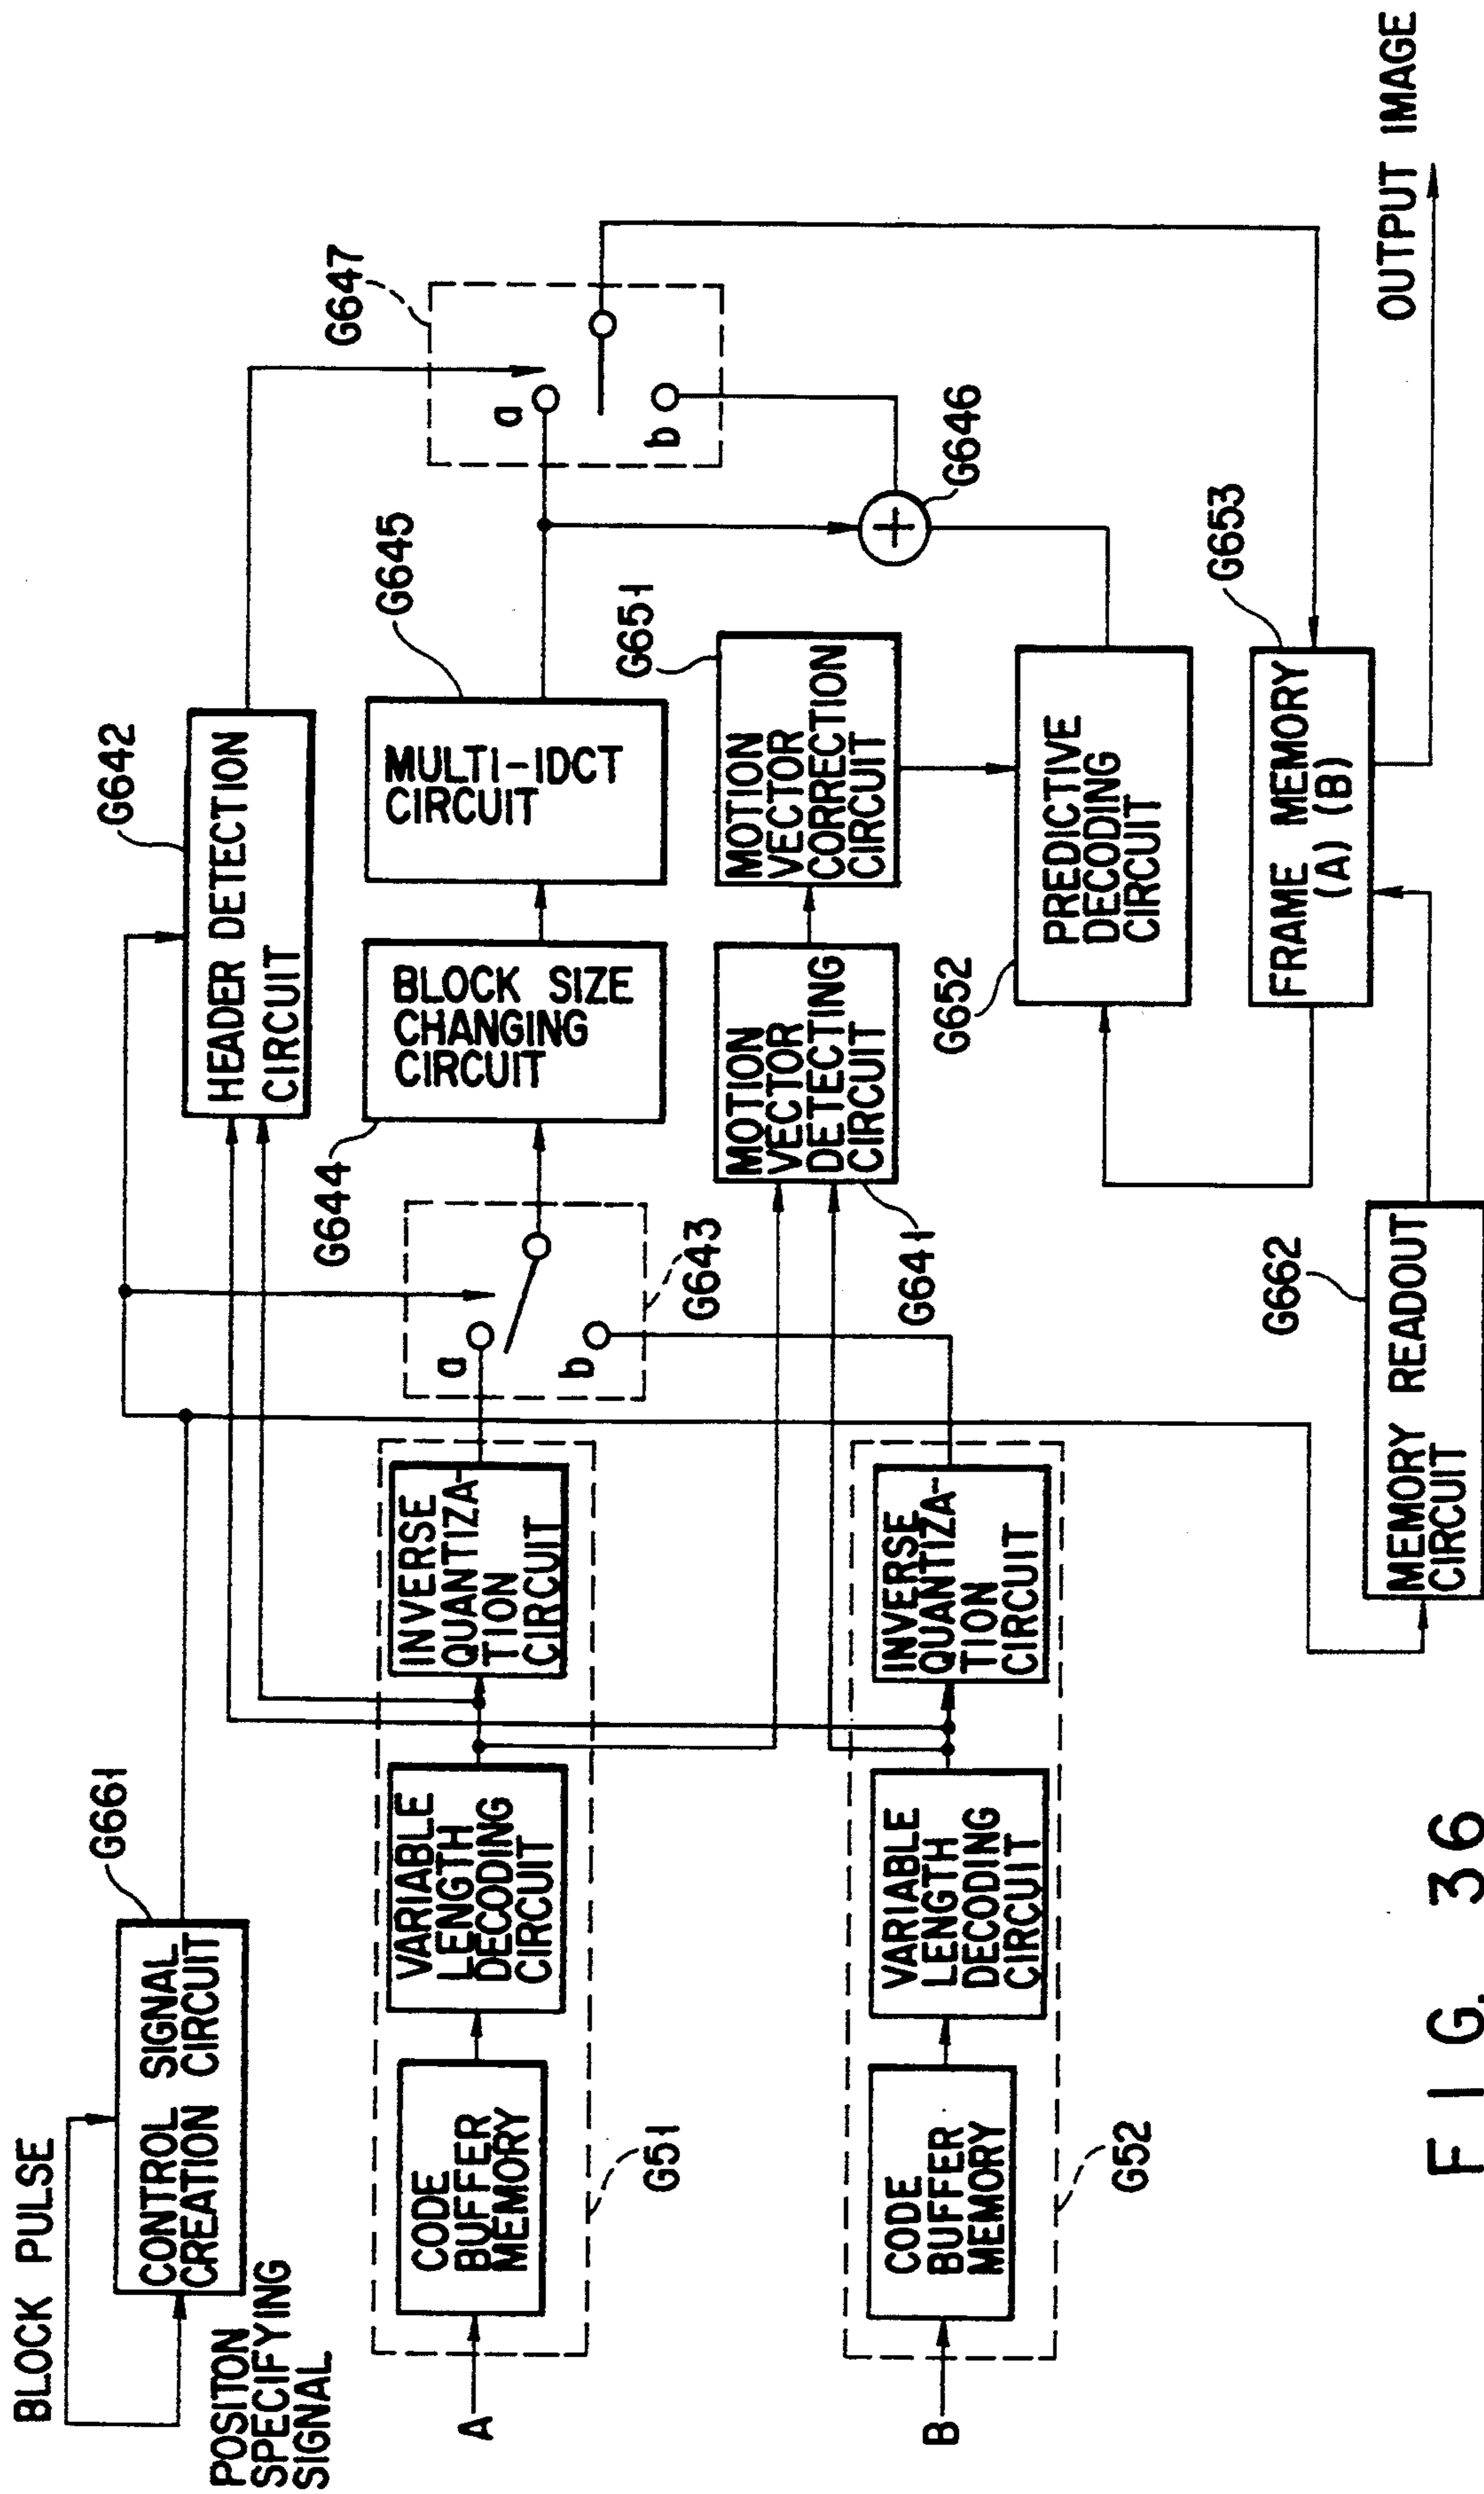 BLOCK PULSE
POSITON
SPECIFYING
SIGNAL
CONTROL SIGNAL
CREATION CIRCUIT
G661
HEADER DETECTION
CIRCUIT
G642
A
CODE
BUFFER
MEMORY
G51
VARIABLE
LENGTH
DECODING
CIRCUIT
INVERSE
QUANTIZA-
TION
CIRCUIT
a
b
G643
BLOCK SIZE
CHANGING
CIRCUIT
G644
MULTI-IDCT
CIRCUIT
G645
a
b
G647
B
CODE
BUFFER
MEMORY
G52
VARIABLE
LENGTH
DECODING
CIRCUIT
INVERSE
QUANTIZA-
TION
CIRCUIT
MOTION
VECTOR
DETECTING
CIRCUIT
G641
MOTION
VECTOR
CORRECTION
CIRCUIT
G651
+
G646
PREDICTIVE
DECODING
CIRCUIT
G652
FRAME MEMORY
(A) (B)
G653
MEMORY READOUT
CIRCUIT
G662
OUTPUT IMAGE
FIG. 36